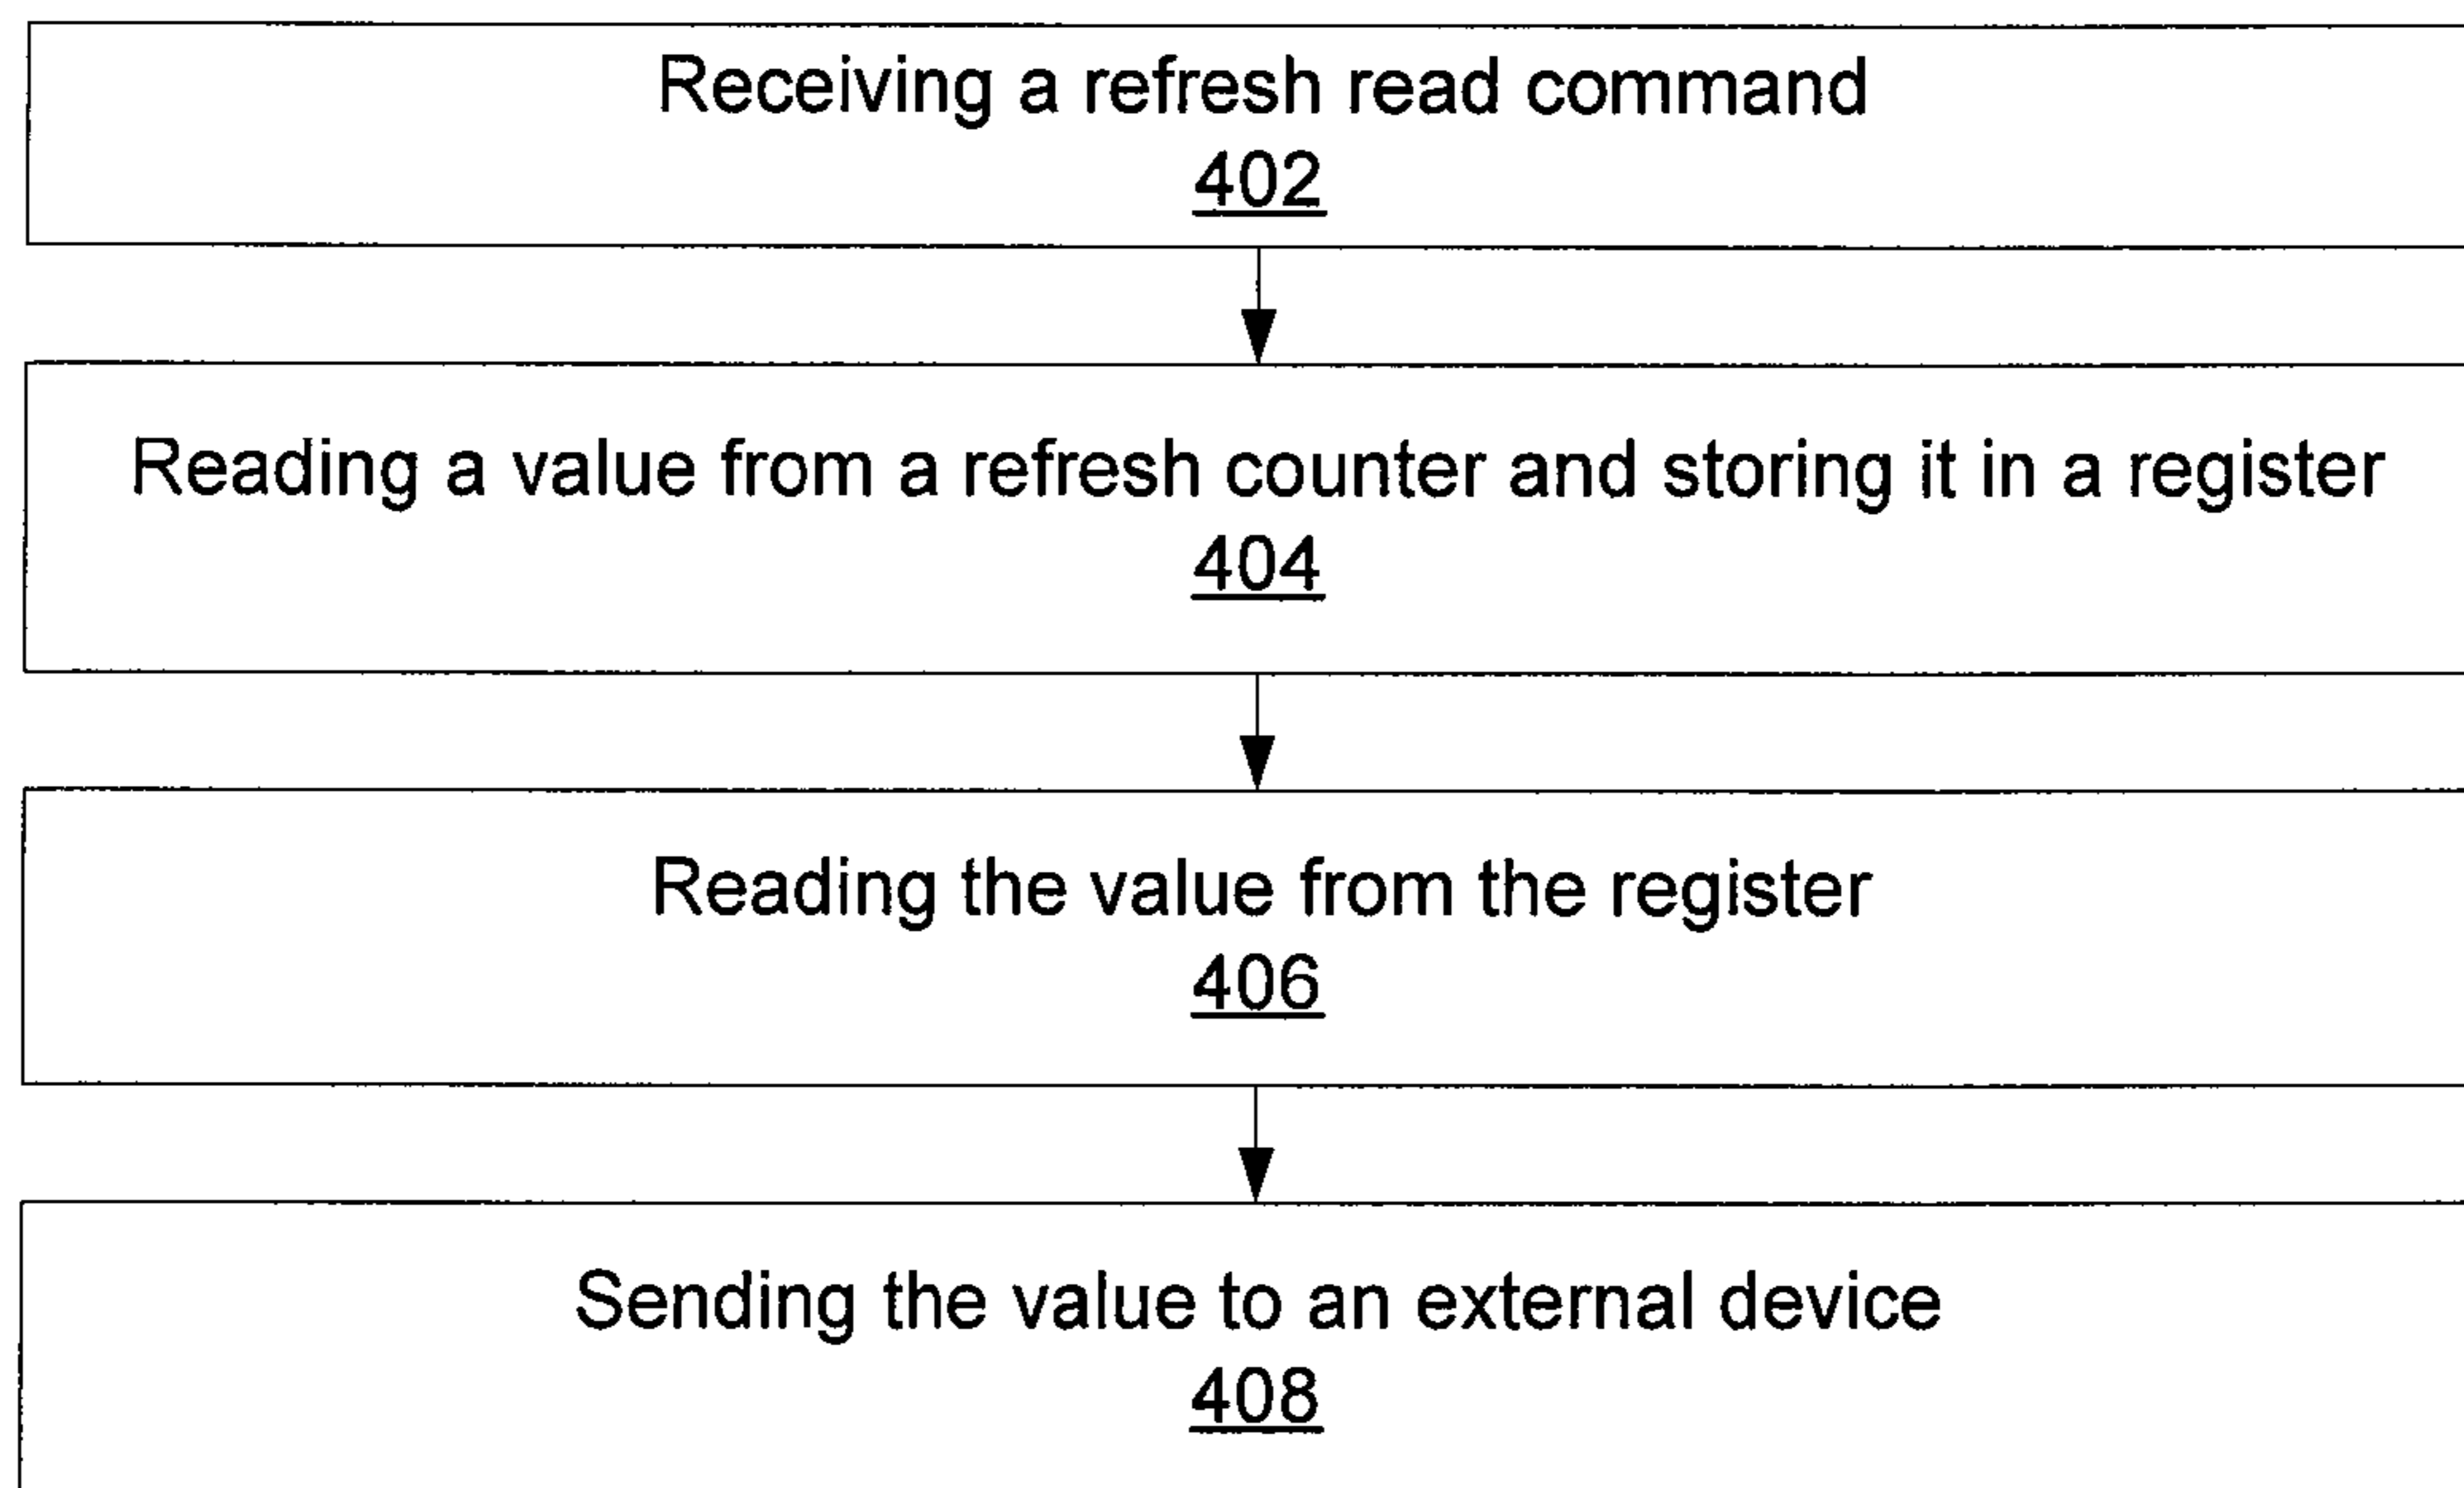 Receiving a refresh read command
402
Reading a value from a refresh counter and storing it in a register
404
Reading the value from the register
406
Sending the value to an external device
408